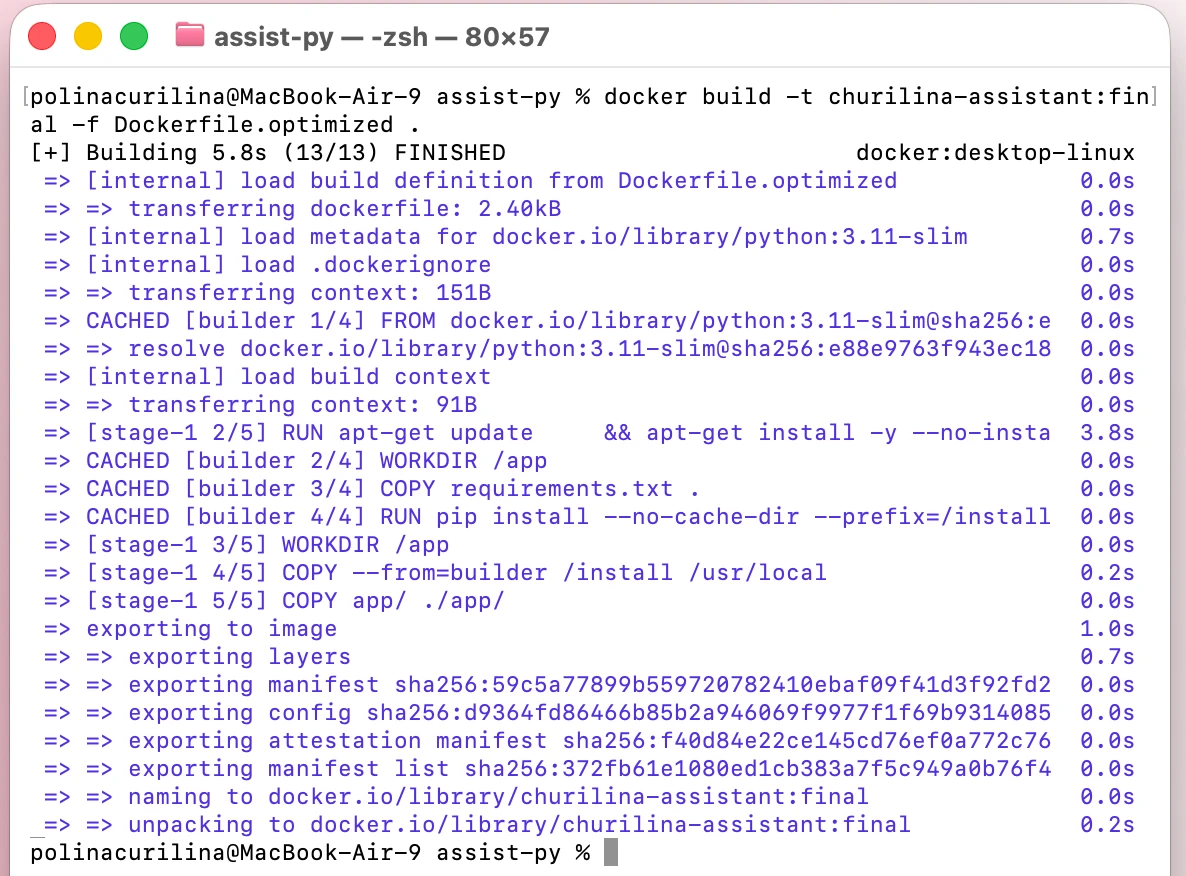 assist-py — -zsh — 80×57
[polinacurilina@MacBook-Air-9 assist-py % docker build -t churilina-assistant:fin]
al -f Dockerfile.optimized .
[+] Building 5.8s (13/13) FINISHED                         docker:desktop-linux
 => [internal] load build definition from Dockerfile.optimized             0.0s
 => => transferring dockerfile: 2.40kB                                     0.0s
 => [internal] load metadata for docker.io/library/python:3.11-slim        0.7s
 => [internal] load .dockerignore                                          0.0s
 => => transferring context: 151B                                          0.0s
 => CACHED [builder 1/4] FROM docker.io/library/python:3.11-slim@sha256:e  0.0s
 => => resolve docker.io/library/python:3.11-slim@sha256:e88e9763f943ec18  0.0s
 => [internal] load build context                                          0.0s
 => => transferring context: 91B                                           0.0s
 => [stage-1 2/5] RUN apt-get update     && apt-get install -y --no-insta  3.8s
 => CACHED [builder 2/4] WORKDIR /app                                      0.0s
 => CACHED [builder 3/4] COPY requirements.txt .                           0.0s
 => CACHED [builder 4/4] RUN pip install --no-cache-dir --prefix=/install  0.0s
 => [stage-1 3/5] WORKDIR /app                                             0.0s
 => [stage-1 4/5] COPY --from=builder /install /usr/local                  0.2s
 => [stage-1 5/5] COPY app/ ./app/                                         0.0s
 => exporting to image                                                     1.0s
 => => exporting layers                                                    0.7s
 => => exporting manifest sha256:59c5a77899b559720782410ebaf09f41d3f92fd2  0.0s
 => => exporting config sha256:d9364fd86466b85b2a946069f9977f1f69b9314085  0.0s
 => => exporting attestation manifest sha256:f40d84e22ce145cd76ef0a772c76  0.0s
 => => exporting manifest list sha256:372fb61e1080ed1cb383a7f5c949a0b76f4  0.0s
 => => naming to docker.io/library/churilina-assistant:final               0.0s
 => => unpacking to docker.io/library/churilina-assistant:final            0.2s
polinacurilina@MacBook-Air-9 assist-py %